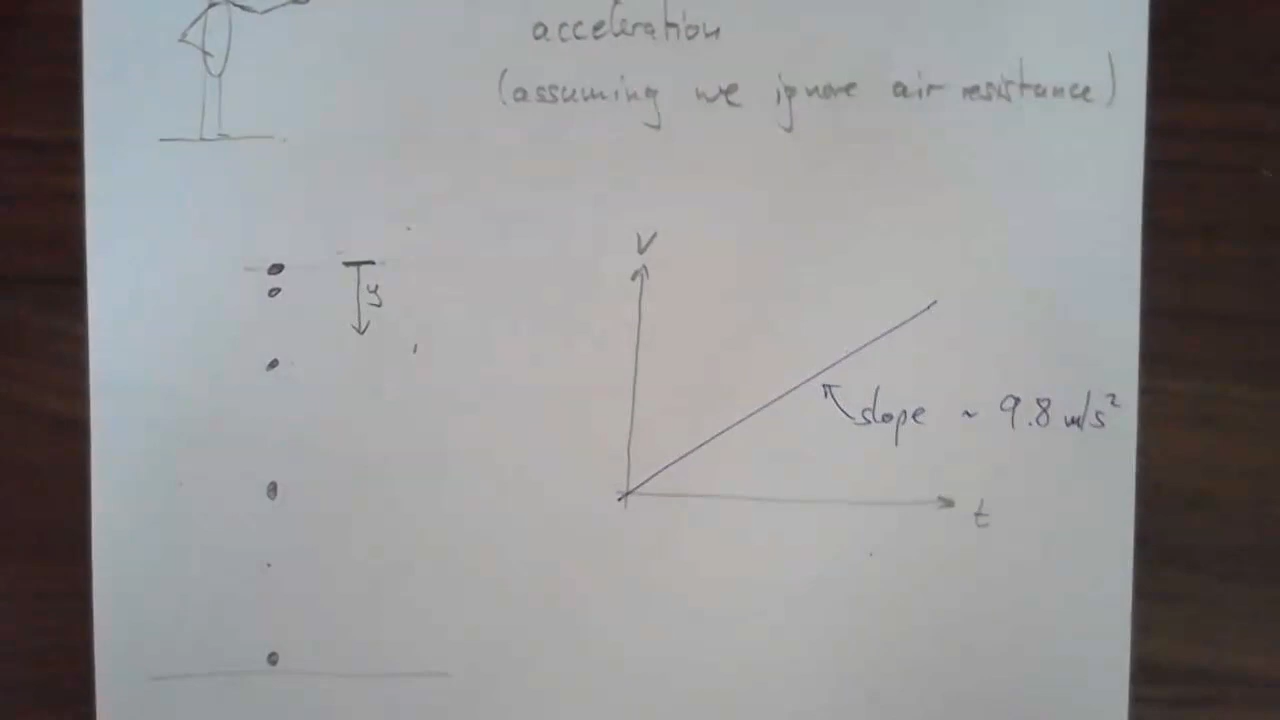 acceleration
(assuming we ignore air resistance)
V
y
slope ~ 9.8 m/s²
t